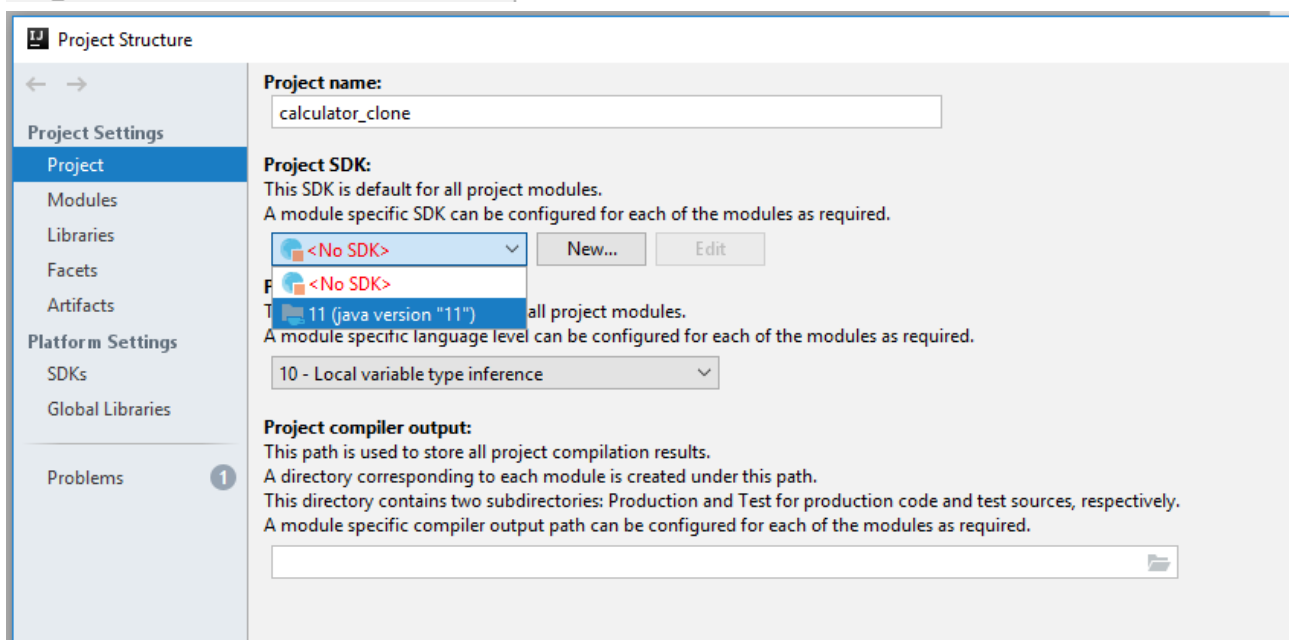 Project Structure
Project name:
calculator_clone
Project Settings
Project
Modules
Libraries
Facets
Artifacts
Platform Settings
SDKs
Global Libraries
Problems
1
Project SDK:
This SDK is default for all project modules.
A module specific SDK can be configured for each of the modules as required.
<No SDK>
New...
Edit
<No SDK>
11 (java version "11")
all project modules.
A module specific language level can be configured for each of the modules as required.
10 - Local variable type inference
Project compiler output:
This path is used to store all project compilation results.
A directory corresponding to each module is created under this path.
This directory contains two subdirectories: Production and Test for production code and test sources, respectively.
A module specific compiler output path can be configured for each of the modules as required.